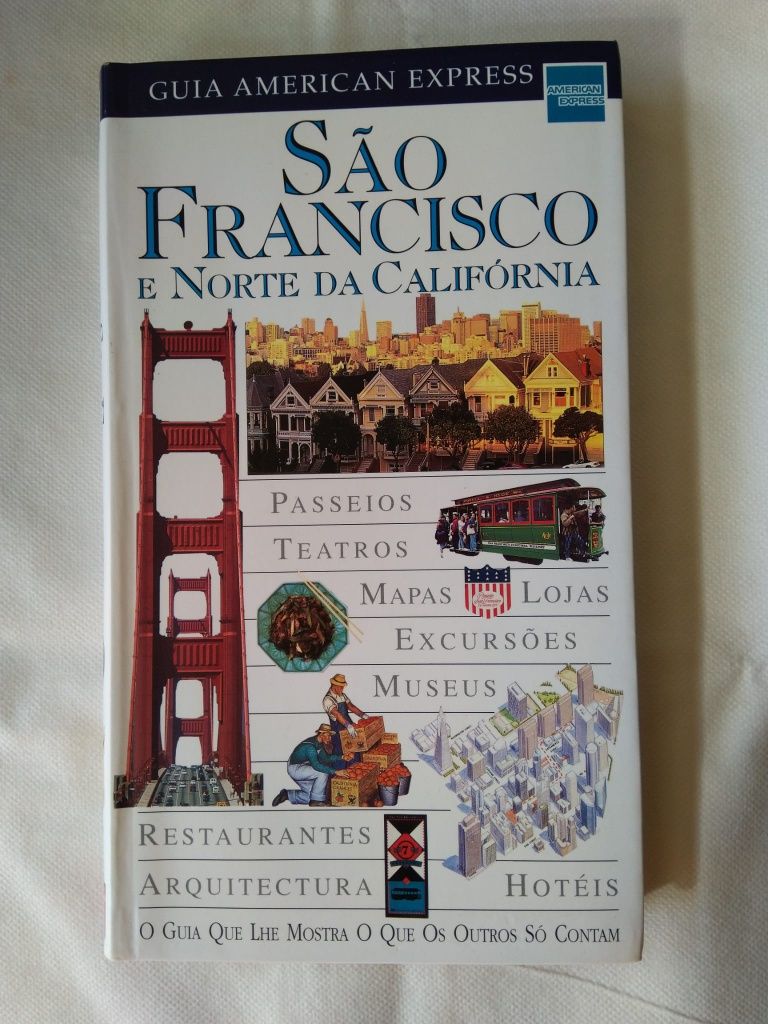 GUIA AMERICAN EXPRESS
AMERICAN
EXPRESS
SÃO
FRANCISCO
E NORTE DA CALIFÓRNIA
PASSEIOS
TEATROS
MAPAS LOJAS
EXCURSÕES
MUSEUS
RESTAURANTES
7
ARQUITECTURA
HOTÉIS
O GUIA QUE LHE MOSTRA O QUE OS OUTROS SÓ CONTAM